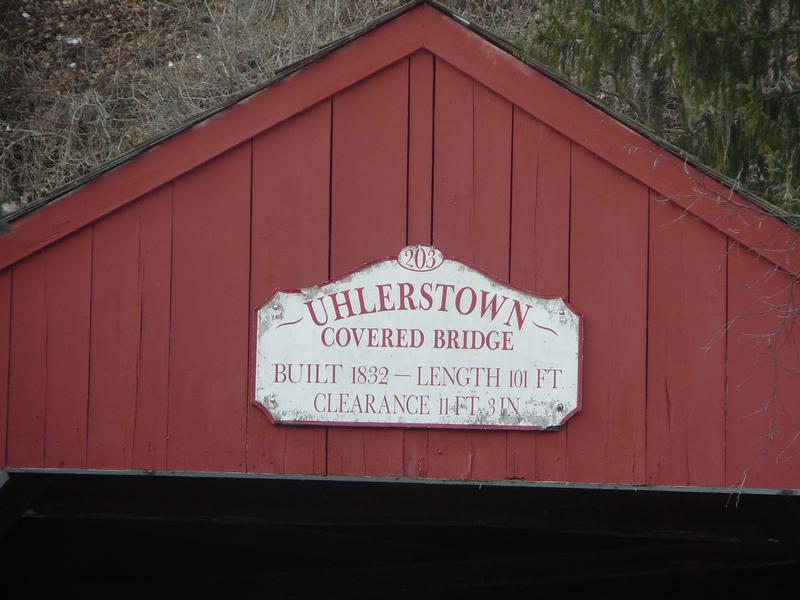 203
UHLERSTOWN
COVERED BRIDGE
BUILT 1832 — LENGTH 101 FT
CLEARANCE 11 FT 3 IN